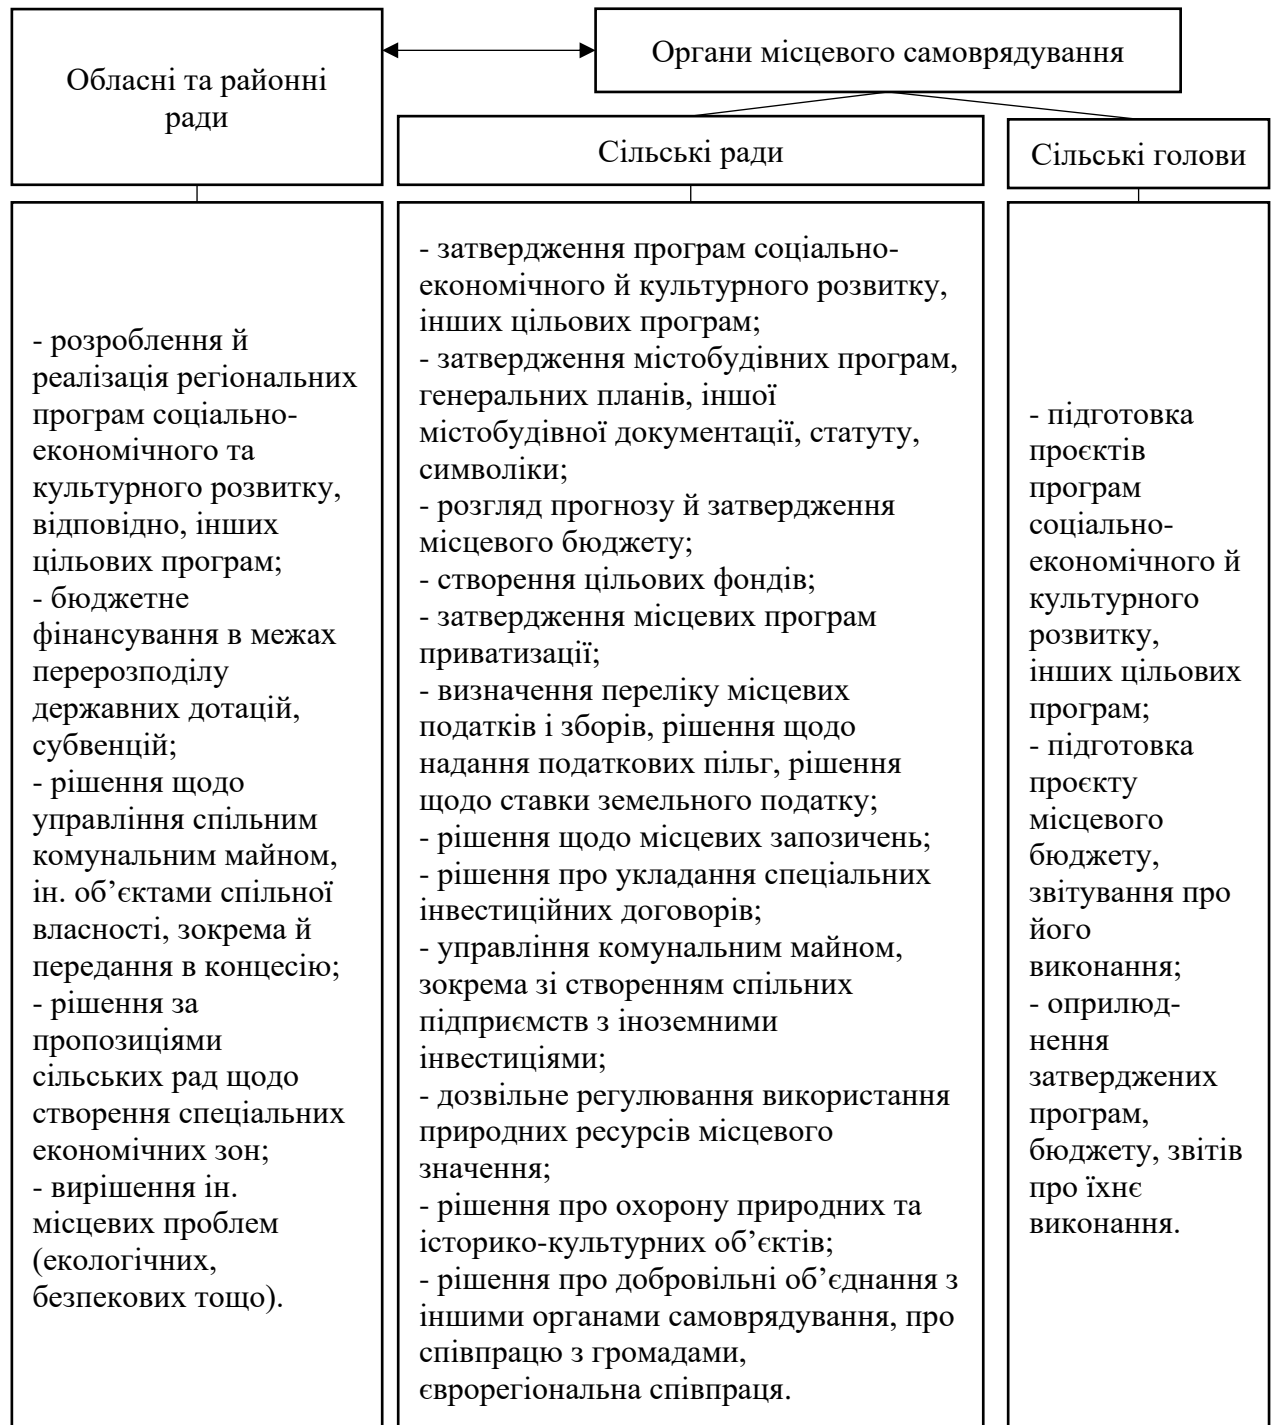 Обласні та районні
ради
Органи місцевого самоврядування
Сільські ради
Сільські голови
- розроблення й
реалізація регіональних
програм соціально-
економічного та
культурного розвитку,
відповідно, інших
цільових програм;
- бюджетне
фінансування в межах
перерозподілу
державних дотацій,
субвенцій;
- рішення щодо
управління спільним
комунальним майном,
ін. об’єктами спільної
власності, зокрема й
передання в концесію;
- рішення за
пропозиціями
сільських рад щодо
створення спеціальних
економічних зон;
- вирішення ін.
місцевих проблем
(екологічних,
безпекових тощо).
- затвердження програм соціально-
економічного й культурного розвитку,
інших цільових програм;
- затвердження містобудівних програм,
генеральних планів, іншої
містобудівної документації, статуту,
символіки;
- розгляд прогнозу й затвердження
місцевого бюджету;
- створення цільових фондів;
- затвердження місцевих програм
приватизації;
- визначення переліку місцевих
податків і зборів, рішення щодо
надання податкових пільг, рішення
щодо ставки земельного податку;
- рішення щодо місцевих запозичень;
- рішення про укладання спеціальних
інвестиційних договорів;
- управління комунальним майном,
зокрема зі створенням спільних
підприємств з іноземними
інвестиціями;
- дозвільне регулювання використання
природних ресурсів місцевого
значення;
- рішення про охорону природних та
історико-культурних об’єктів;
- рішення про добровільні об’єднання з
іншими органами самоврядування, про
співпрацю з громадами,
єврорегіональна співпраця.
- підготовка
проєктів
програм
соціально-
економічного й
культурного
розвитку,
інших цільових
програм;
- підготовка
проєкту
місцевого
бюджету,
звітування про
його
виконання;
- оприлюд-
нення
затверджених
програм,
бюджету, звітів
про їхнє
виконання.